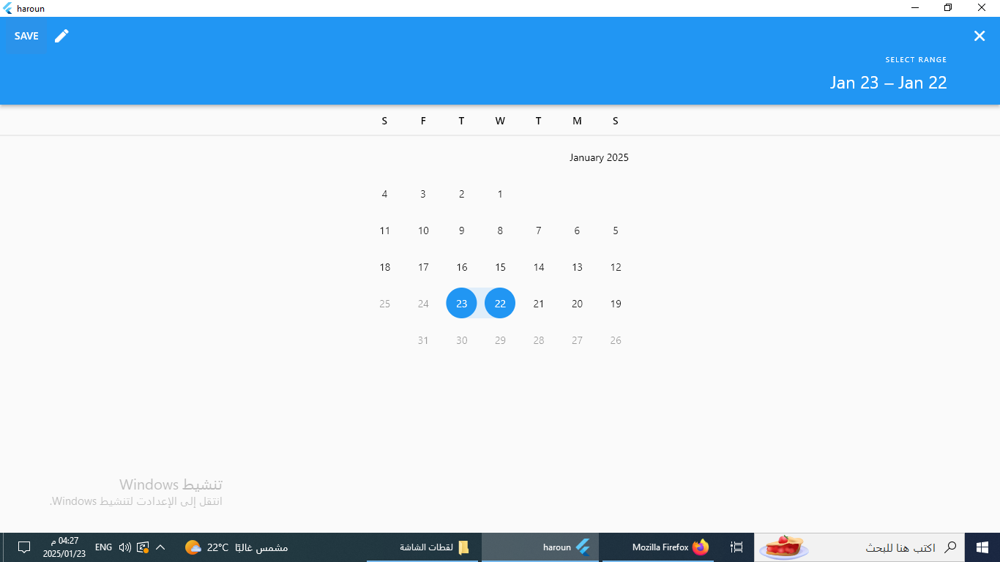 haroun
SAVE
SELECT RANGE
Jan 23 – Jan 22
S F T W T M S
January 2025
4 3 2 1
11 10 9 8 7 6 5
18 17 16 15 14 13 12
25 24 23 22 21 20 19
31 30 29 28 27 26
تنشيط Windows
انتقل إلى الإعدادت لتنشيط Windows.
04:27 م
2025/01/23
ENG
22°C مشمس غالبًا
لقطات الشاشة
haroun
Mozilla Firefox
اكتب هنا للبحث